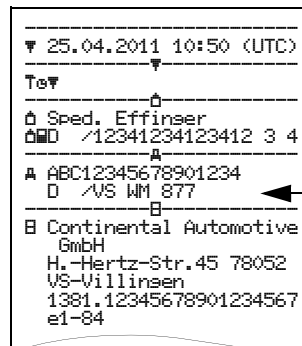 ▼ 25.04.2011 10:50 (UTC)
T⊙▼
Sped. Effinger
D /12341234123412 3 4
A ABC12345678901234
D /VS WM 877
B Continental Automotive
GmbH
H.-Hertz-Str.45 78052
VS-Villingen
1381.12345678901234567
e1-84